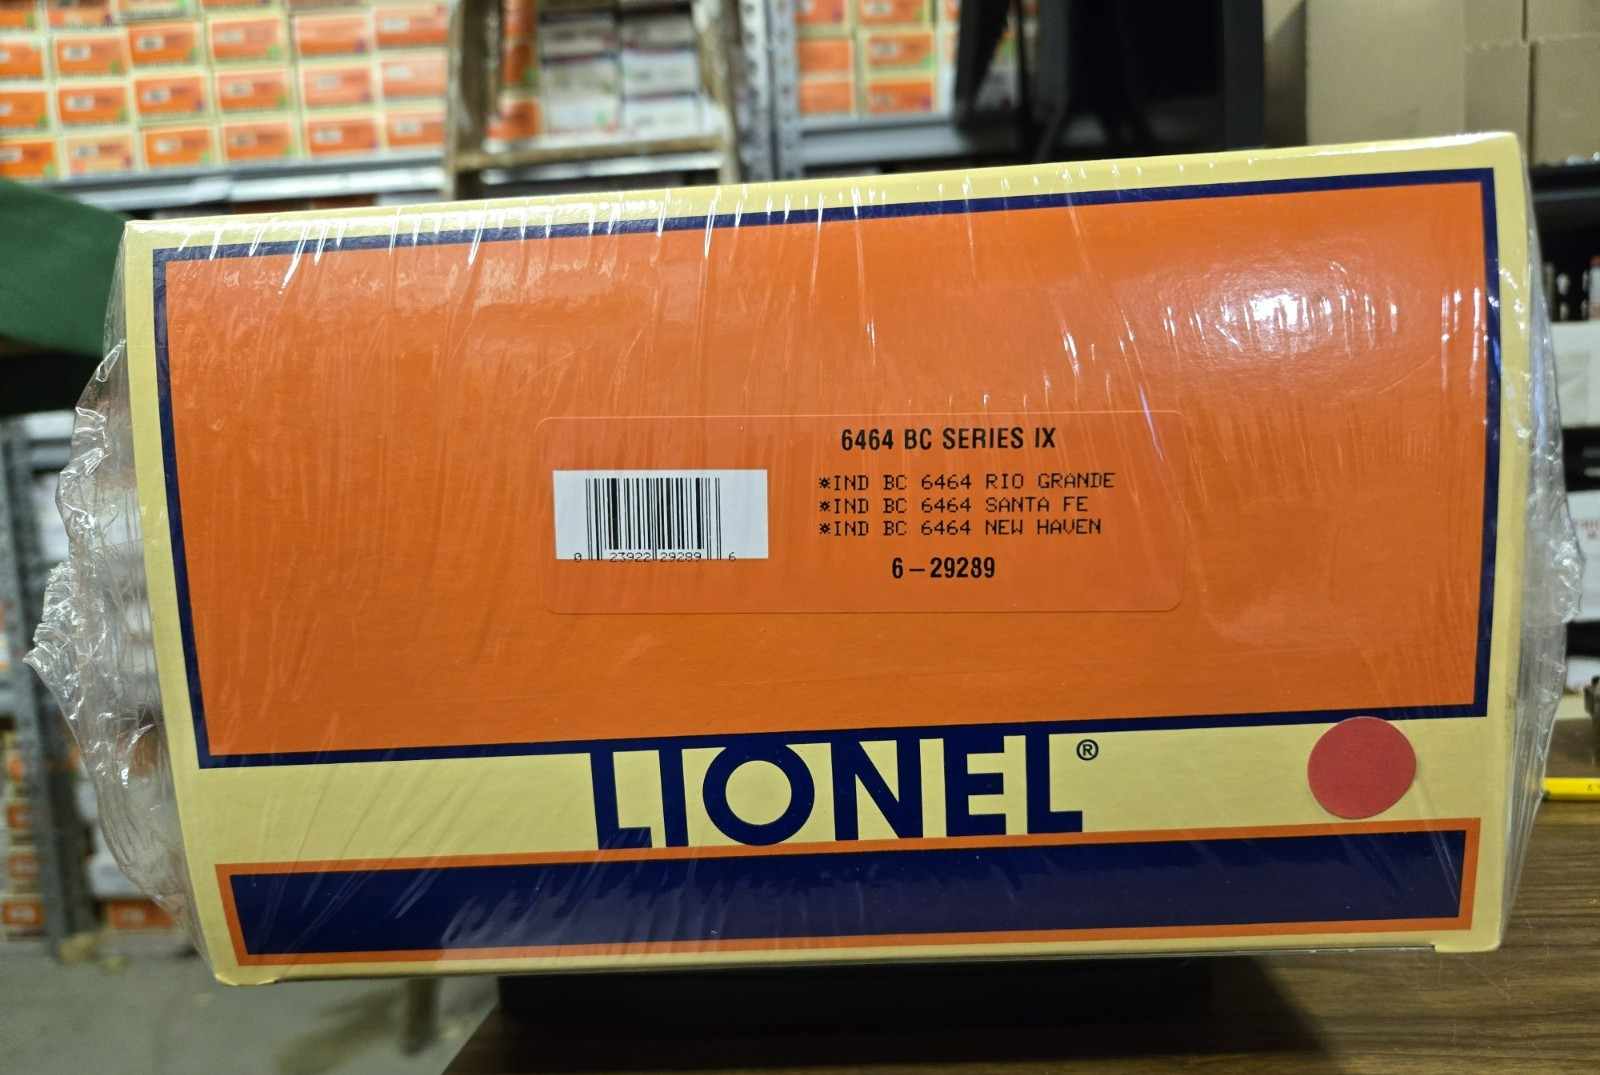 6464 BC SERIES IX
※IND BC 6464 RIO GRANDE
※IND BC 6464 SANTA FE
※IND BC 6464 NEW HAVEN
6-29289
0 23922 29289 6
LIONEL®